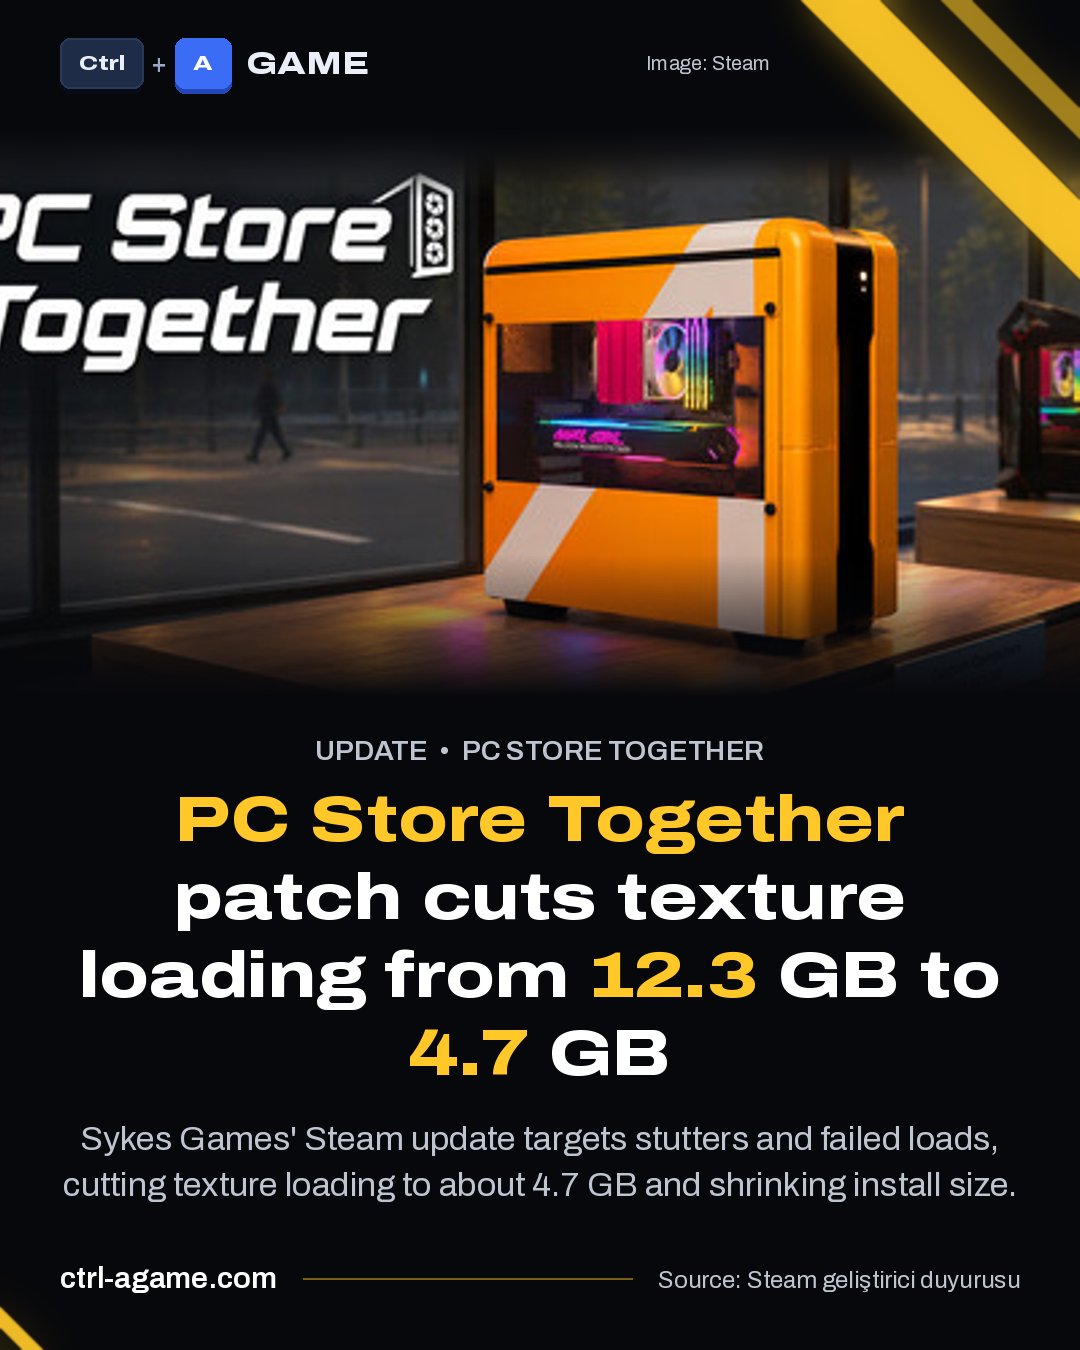 Ctrl + A GAME
Image: Steam
PC Store
Together
UPDATE • PC STORE TOGETHER
PC Store Together
patch cuts texture
loading from 12.3 GB to
4.7 GB
Sykes Games' Steam update targets stutters and failed loads,
cutting texture loading to about 4.7 GB and shrinking install size.
ctrl-agame.com
Source: Steam geliştirici duyurusu